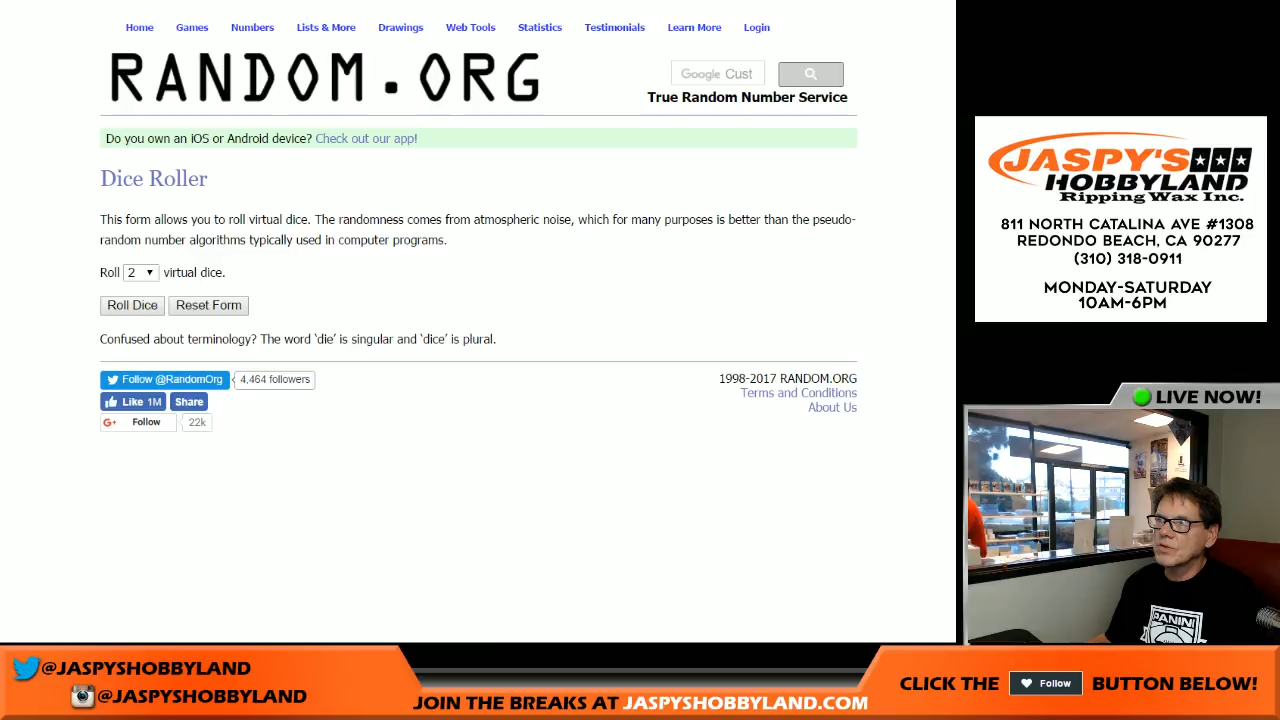 Home Games Numbers Lists & More Drawings Web Tools Statistics Testimonials Learn More Login
RANDOM.ORG
Google Cust
True Random Number Service
Do you own an iOS or Android device? Check out our app!
Dice Roller
This form allows you to roll virtual dice. The randomness comes from atmospheric noise, which for many purposes is better than the pseudo-
random number algorithms typically used in computer programs.
Roll 2 virtual dice.
Roll Dice Reset Form
Confused about terminology? The word ‘die’ is singular and ‘dice’ is plural.
Follow @RandomOrg 4,464 followers
Like 1M Share
G+ Follow 22k
1998-2017 RANDOM.ORG
Terms and Conditions
About Us
JASPY'S
HOBBYLAND
Ripping Wax Inc.
811 NORTH CATALINA AVE #1308
REDONDO BEACH, CA 90277
(310) 318-0911
MONDAY-SATURDAY
10AM-6PM
LIVE NOW!
PANINI
@JASPYSHOBBYLAND
@JASPYSHOBBYLAND
JOIN THE BREAKS AT JASPYSHOBBYLAND.COM
CLICK THE Follow BUTTON BELOW!